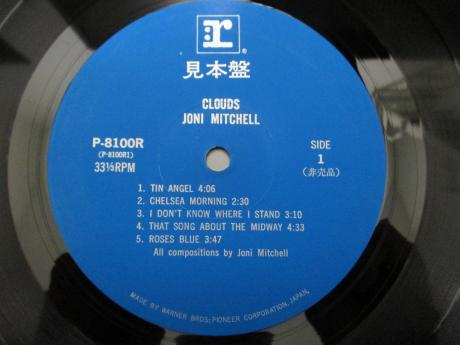 r®
見本盤
CLOUDS
JONI MITCHELL
P-8100R
(P-8100R1)
33⅓RPM
SIDE
1
(非売品)
1. TIN ANGEL 4:06
2. CHELSEA MORNING 2:30
3. I DON'T KNOW WHERE I STAND 3:10
4. THAT SONG ABOUT THE MIDWAY 4:33
5. ROSES BLUE 3:47
All compositions by Joni Mitchell
MADE BY WARNER BROS.-PIONEER CORPORATION, JAPAN.